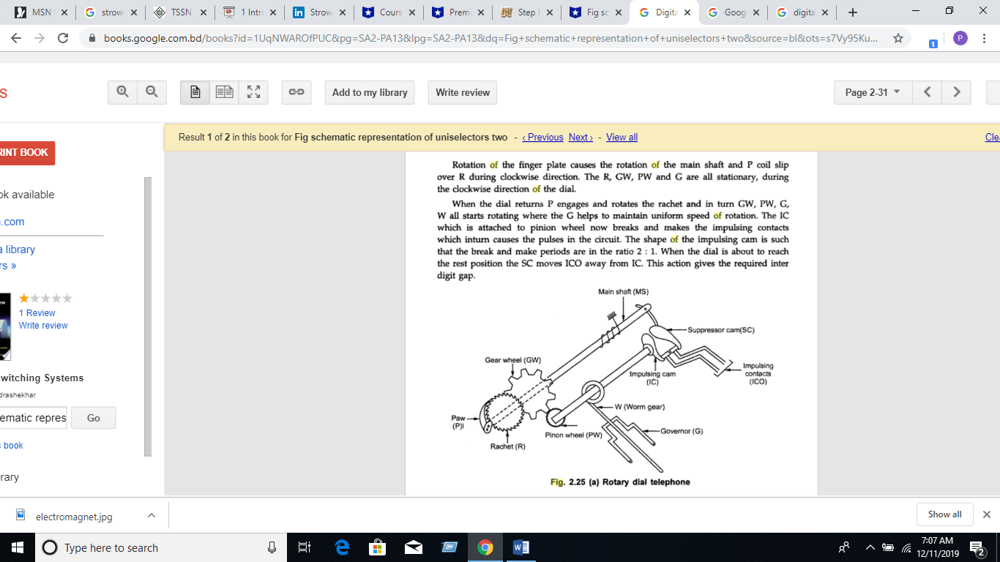 MSN
strow
TSSN
1 Intr
Strow
Cours
Prem
Step
Fig sc
Digita
Goog
digita
books.google.com.bd/books?id=1UqNWAROfPUC&pg=SA2-PA13&lpg=SA2-PA13&dq=Fig+schematic+representation+of+uniselectors+two&source=bl&ots=s7Vy95Ku...
1
P
s
Add to my library
Write review
Page 2-31
Result 1 of 2 in this book for Fig schematic representation of uniselectors two - ‹ Previous Next › - View all
Cle
RINT BOOK
ok available
.com
a library
rs »
1 Review
Write review
witching Systems
drashekhar
ematic repres
Go
s book
rary
Rotation of the finger plate causes the rotation of the main shaft and P coil slip
over R during clockwise direction. The R, GW, PW and G are all stationary, during
the clockwise direction of the dial.
When the dial returns P engages and rotates the rachet and in turn GW, PW, G,
W all starts rotating where the G helps to maintain uniform speed of rotation. The IC
which is attached to pinion wheel now breaks and makes the impulsing contacts
which inturn causes the pulses in the circuit. The shape of the impulsing cam is such
that the break and make periods are in the ratio 2 : 1. When the dial is about to reach
the rest position the SC moves ICO away from IC. This action gives the required inter
digit gap.
Main shaft (MS)
Suppressor cam(SC)
Gear wheel (GW)
Impulsing cam
(IC)
Impulsing
contacts
(ICO)
W (Worm gear)
Paw
(P)l
Pinon wheel (PW)
Governor (G)
Rachet (R)
Fig. 2.25 (a) Rotary dial telephone
electromagnet.jpg
Show all
Type here to search
7:07 AM
12/11/2019
2